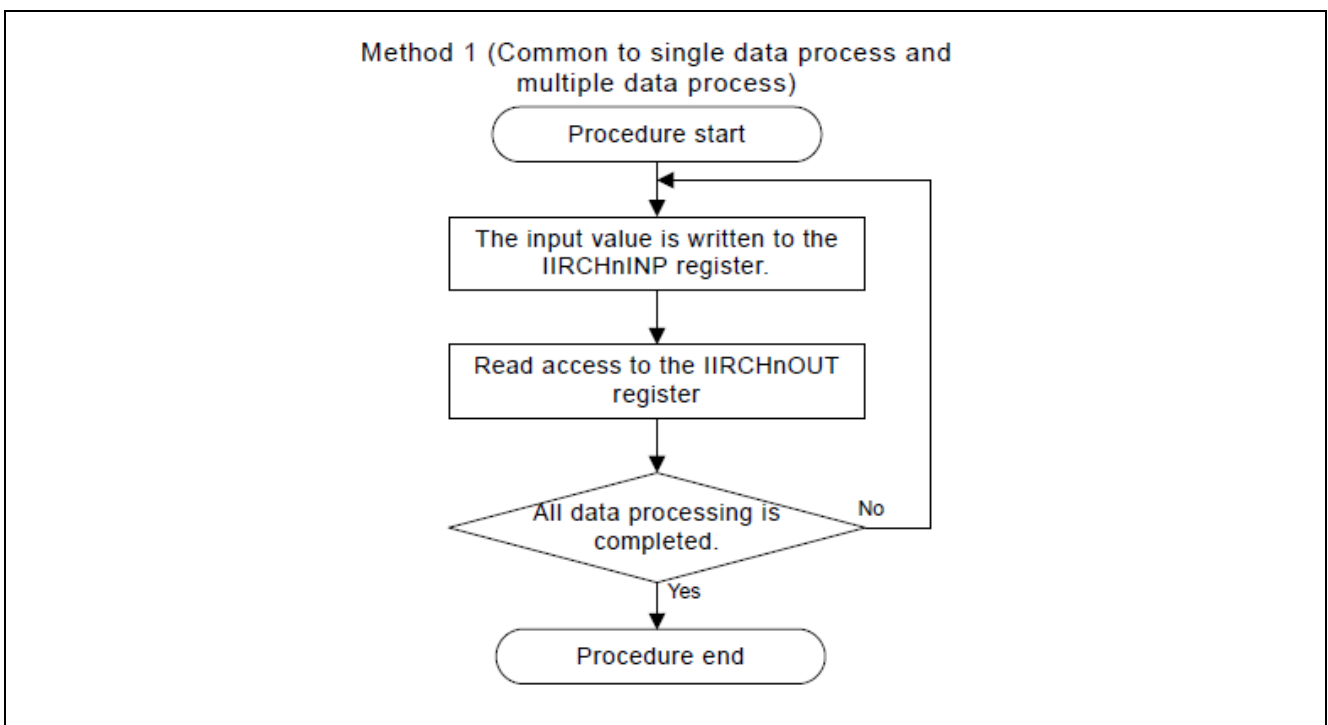 Method 1 (Common to single data process and
multiple data process)
Procedure start
The input value is written to the
IIRCHnINP register.
Read access to the IIRCHnOUT
register
All data processing is
completed.
No
Yes
Procedure end